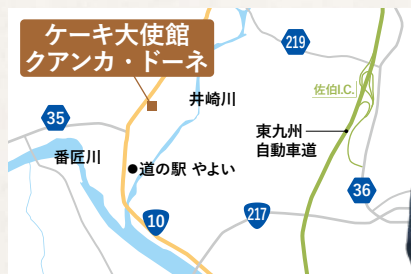 ケーキ大使館
クアンカ・ドーネ
219
佐伯I.C.
井崎川
35
東九州
自動車道
番匠川
●道の駅 やよい
36
10
217